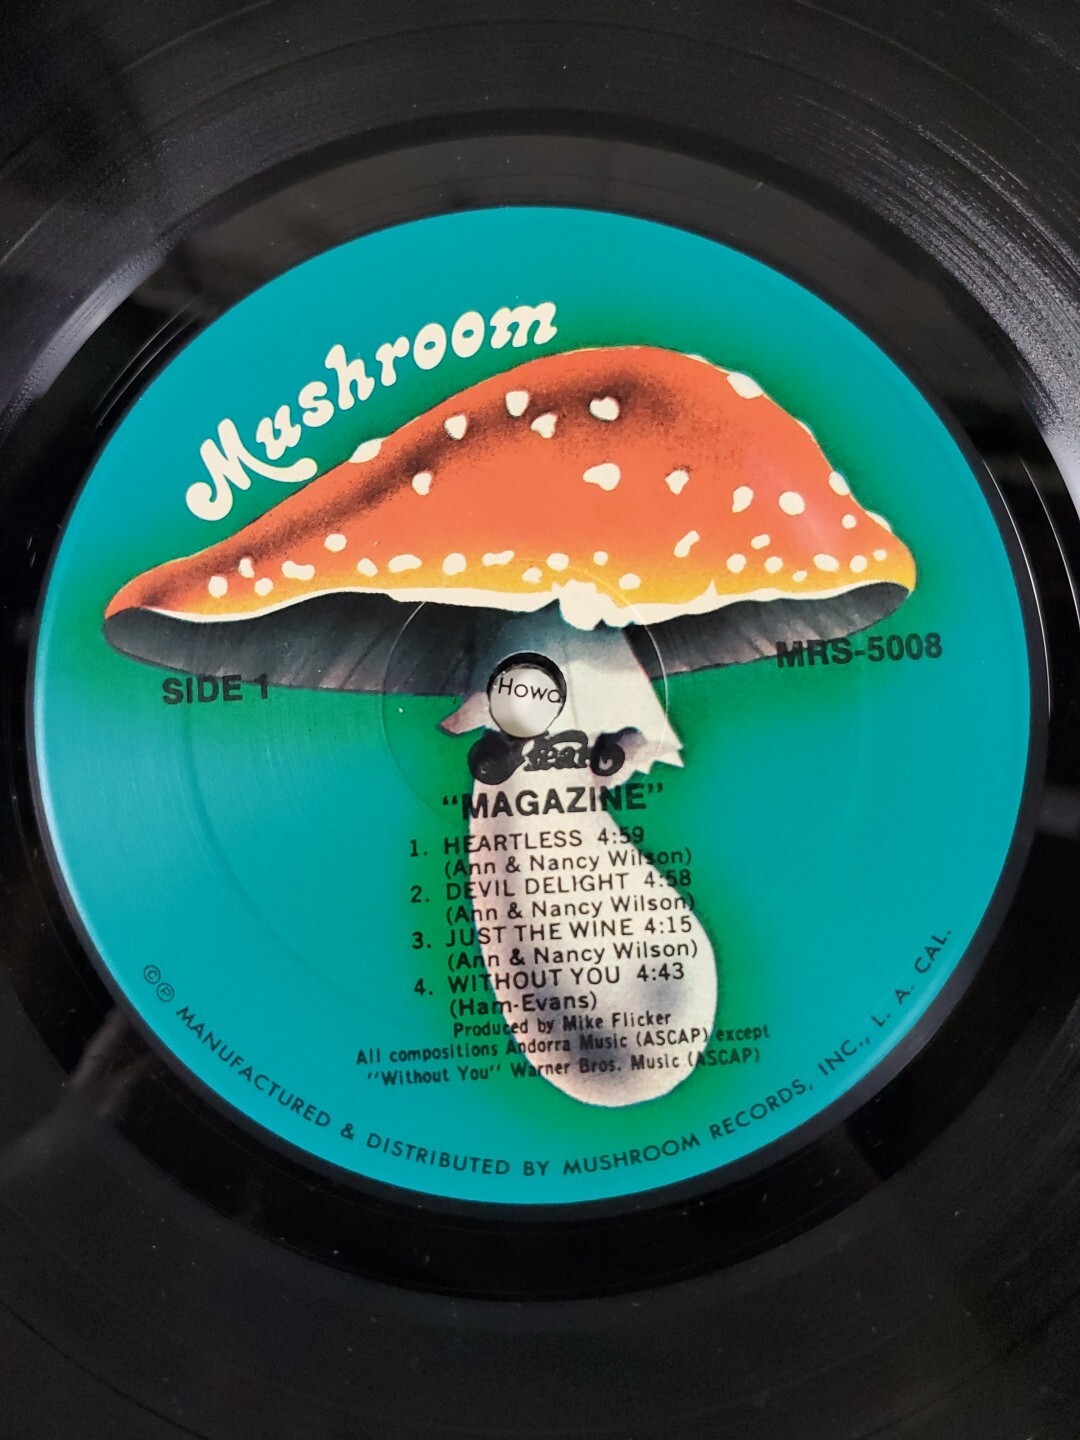 Mushroom
SIDE 1
MRS-5008
Howa
Heart
"MAGAZINE"
1. HEARTLESS 4:59
(Ann & Nancy Wilson)
2. DEVIL DELIGHT 4:58
(Ann & Nancy Wilson)
3. JUST THE WINE 4:15
(Ann & Nancy Wilson)
4. WITHOUT YOU 4:43
(Ham-Evans)
Produced by Mike Flicker
All compositions Andorra Music (ASCAP) except
"Without You" Warner Bros. Music (ASCAP)
©℗ MANUFACTURED & DISTRIBUTED BY MUSHROOM RECORDS, INC., L. A. CAL.